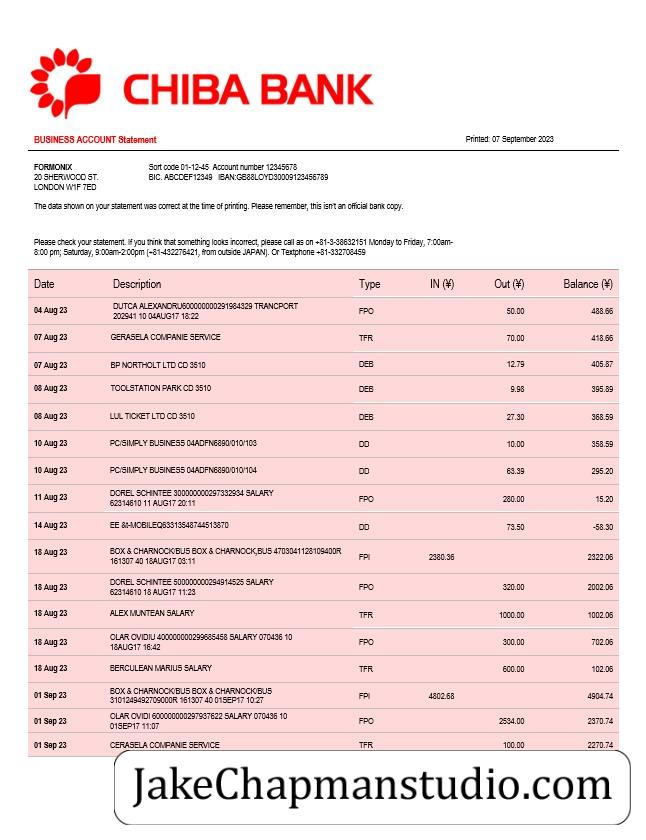 CHIBA BANK
BUSINESS ACCOUNT Statement Printed: 07 September 2023
FORMONIX Sort code 01-12-45 Account number 12345678
20 SHERWOOD ST. BIC. ABCDEF12349 IBAN:GB88LOYD30009123456789
LONDON W1F 7ED
The data shown on your statement was correct at the time of printing. Please remember, this isn't an official bank copy.
Please check your statement. If you think that something looks incorrect, please call as on +81-3-38632151 Monday to Friday, 7:00am-
8:00 pm; Saturday, 9:00am-2:00pm (+81-432276421, from outside JAPAN). Or Textphone +81-332708459
Date Description Type IN (¥) Out (¥) Balance (¥)
04 Aug 23 DUTCA ALEXANDRU600000000291984329 TRANCPORT FPO 50.00 488.66
202941 10 04AUG17 18:22
07 Aug 23 GERASELA COMPANIE SERVICE TFR 70.00 418.66
07 Aug 23 BP NORTHOLT LTD CD 3510 DEB 12.79 405.87
08 Aug 23 TOOLSTATION PARK CD 3510 DEB 9.98 395.89
08 Aug 23 LUL TICKET LTD CD 3510 DEB 27.30 368.59
10 Aug 23 PC/SIMPLY BUSINESS 04ADFN6890/010/103 DD 10.00 358.59
10 Aug 23 PC/SIMPLY BUSINESS 04ADFN6890/010/104 DD 63.39 295.20
11 Aug 23 DOREL SCHINTEE 300000000297332934 SALARY FPO 280.00 15.20
62314610 11 AUG17 20:11
14 Aug 23 EE &t-MOBILEQ63313548744513870 DD 73.50 -58.30
18 Aug 23 BOX & CHARNOCK/BUS BOX & CHARNOCK,BUS 4703041128109400R FPI 2380.36 2322.06
161307 40 18AUG17 03:11
18 Aug 23 DOREL SCHINTEE 500000000294914525 SALARY FPO 320.00 2002.06
62314610 18 AUG17 11:23
18 Aug 23 ALEX MUNTEAN SALARY TFR 1000.00 1002.06
18 Aug 23 OLAR OVIDIU 400000000299685458 SALARY 070436 10 FPO 300.00 702.06
18AUG17 16:42
18 Aug 23 BERCULEAN MARIUS SALARY TFR 600.00 102.06
01 Sep 23 BOX & CHARNOCK/BUS BOX & CHARNOCK/BUS FPI 4802.68 4904.74
3101249492709000R 161307 40 01SEP17 10:27
01 Sep 23 OLAR OVIDI 600000000297937622 SALARY 070436 10 FPO 2534.00 2370.74
01SEP17 11:07
01 Sep 23 CERASELA COMPANIE SERVICE TFR 100.00 2270.74
JakeChapmanstudio.com